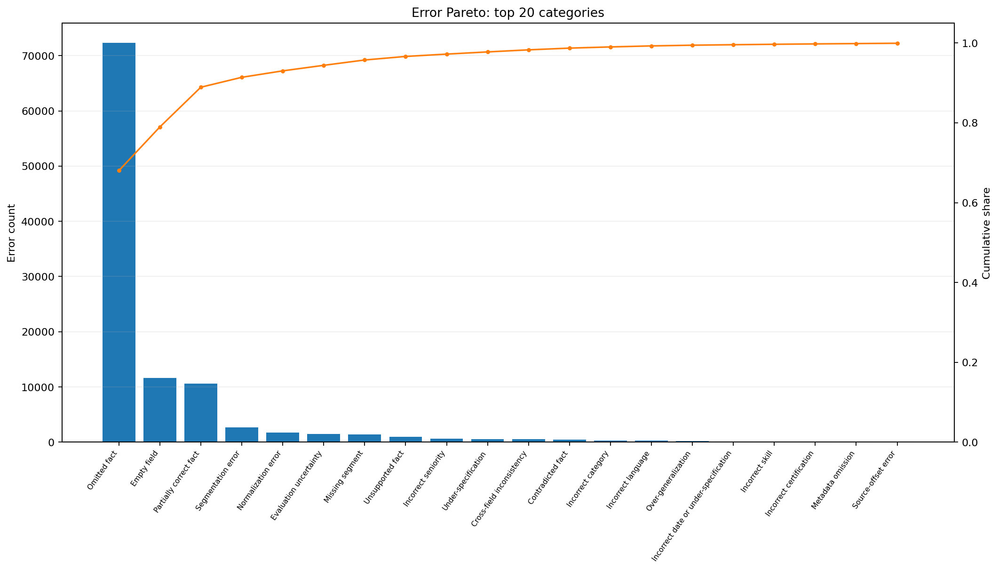 Error Pareto: top 20 categories
Error count
70000
60000
50000
40000
30000
20000
10000
0
Cumulative share
1.0
0.8
0.6
0.4
0.2
0.0
Omitted fact
Empty field
Partially correct fact
Segmentation error
Normalization error
Evaluation uncertainty
Missing segment
Unsupported fact
Incorrect seniority
Under-specification
Cross-field inconsistency
Contradicted fact
Incorrect category
Incorrect language
Over-generalization
Incorrect date or under-specification
Incorrect skill
Incorrect certification
Metadata omission
Source-offset error